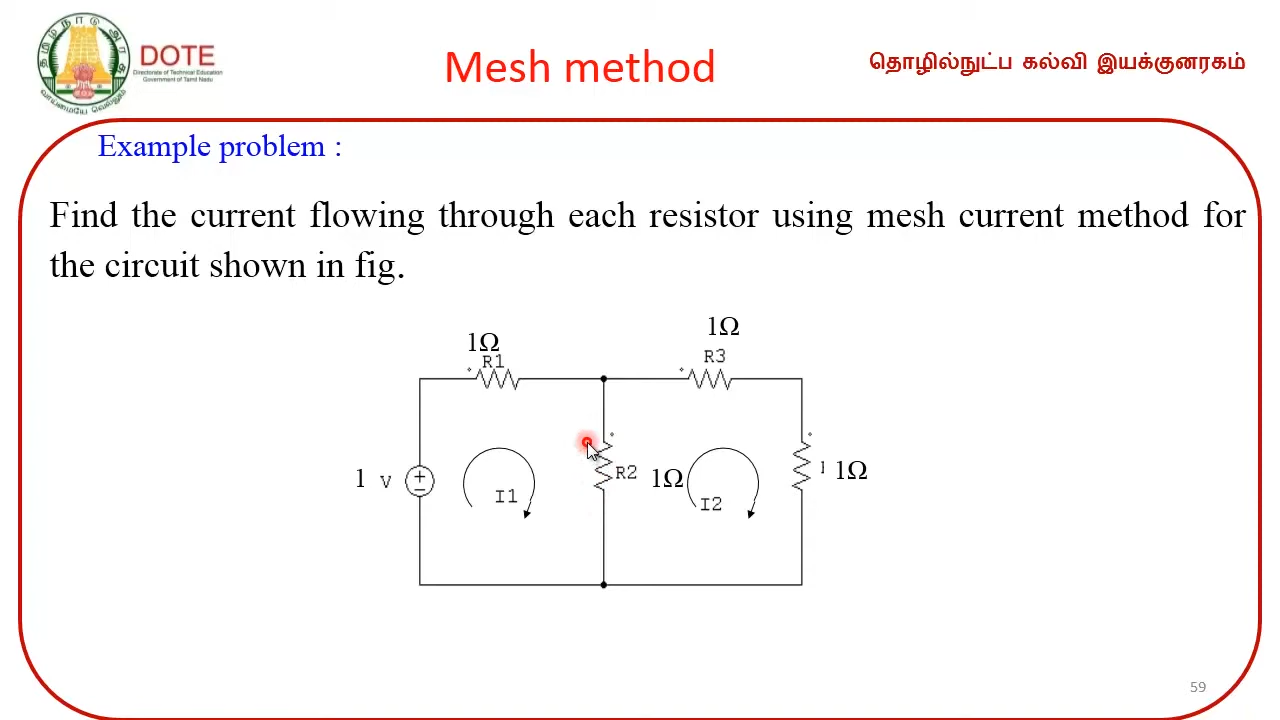 தமிழ்நாடு அரசு
வாய்மையே வெல்லும்
DOTE
Directorate of Technical Education
Government of Tamil Nadu
Mesh method
தொழில்நுட்ப கல்வி இயக்குனரகம்
Example problem :
Find the current flowing through each resistor using mesh current method for
the circuit shown in fig.
1Ω
R1
1Ω
R3
1 V
I1
R2
1Ω
I2
1Ω
59